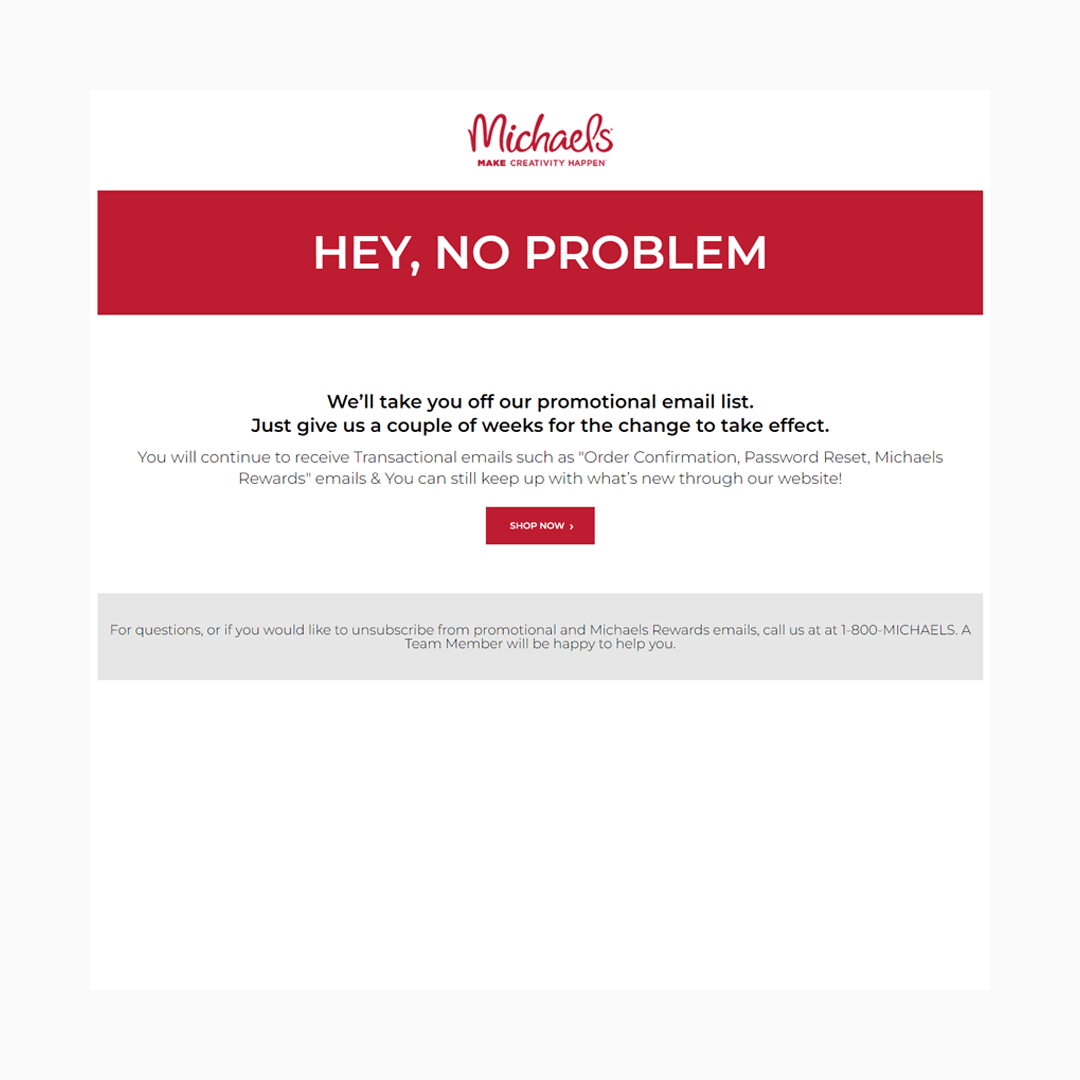 Michaels
MAKE CREATIVITY HAPPEN
HEY, NO PROBLEM
We’ll take you off our promotional email list.
Just give us a couple of weeks for the change to take effect.
You will continue to receive Transactional emails such as "Order Confirmation, Password Reset, Michaels
Rewards" emails & You can still keep up with what’s new through our website!
SHOP NOW ›
For questions, or if you would like to unsubscribe from promotional and Michaels Rewards emails, call us at at 1-800-MICHAELS. A
Team Member will be happy to help you.